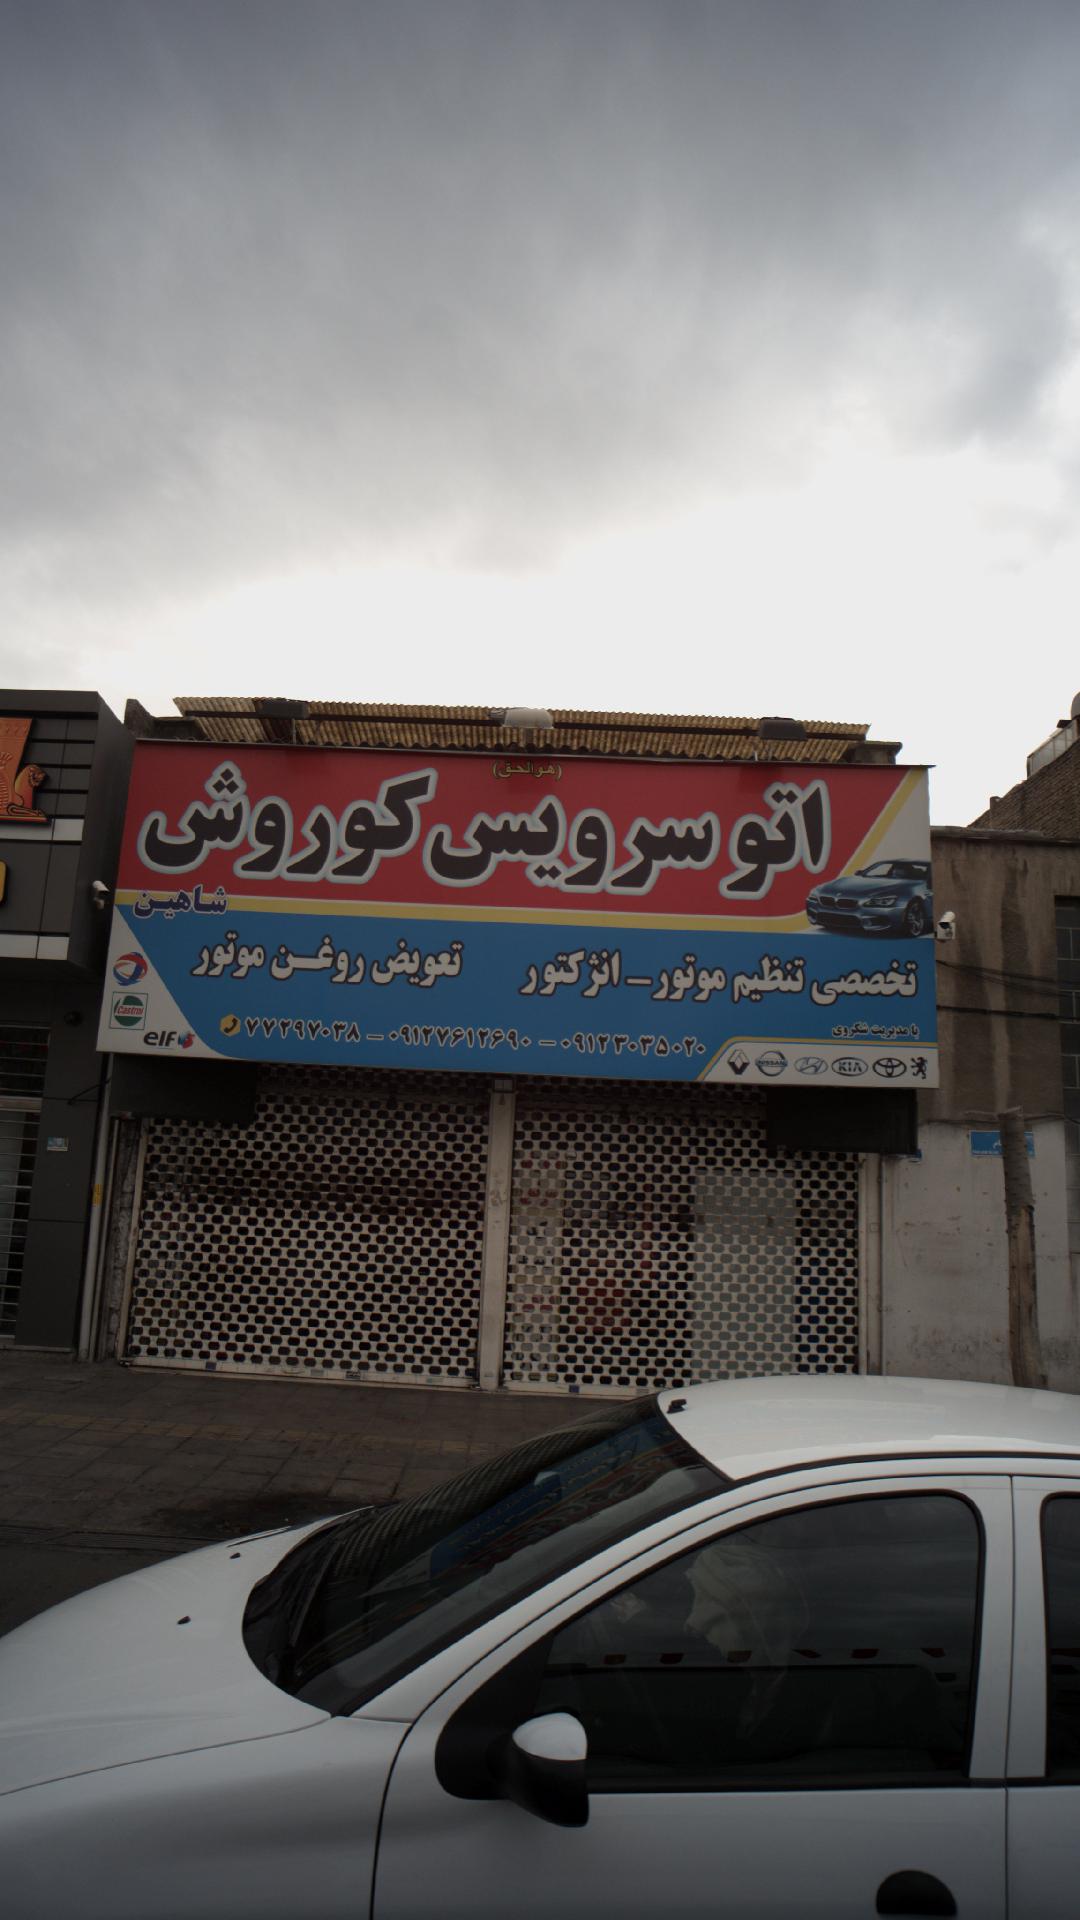 (هوالحق)
اتو سرویس کوروش
شاهین
تخصصی تنظیم موتور - انژکتور
تعویض روغن موتور
با مدیریت شکروی
۰۹۱۲۳۰۳۵۰۲۰ - ۰۹۱۲۷۶۱۲۶۹۰ - ۷۷۲۹۷۰۳۸
Castrol
elf
NISSAN
KIA